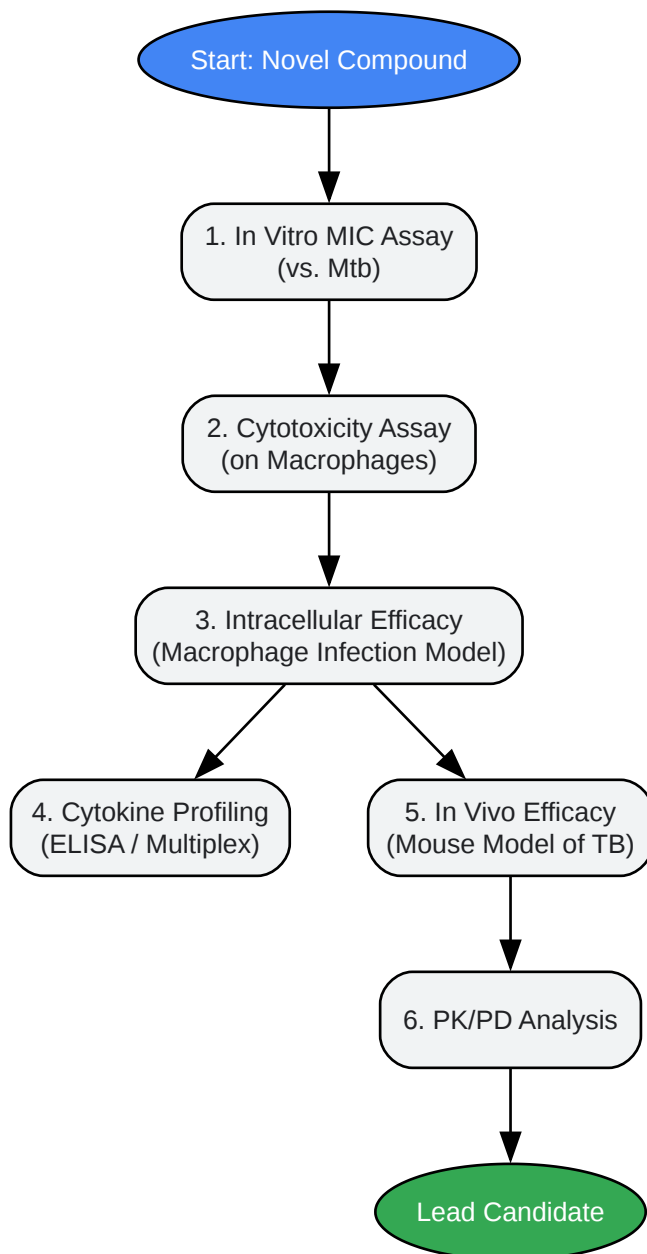 Start: Novel Compound
1. In Vitro MIC Assay
(vs. Mtb)
2. Cytotoxicity Assay
(on Macrophages)
3. Intracellular Efficacy
(Macrophage Infection Model)
4. Cytokine Profiling
(ELISA / Multiplex)
5. In Vivo Efficacy
(Mouse Model of TB)
6. PK/PD Analysis
Lead Candidate